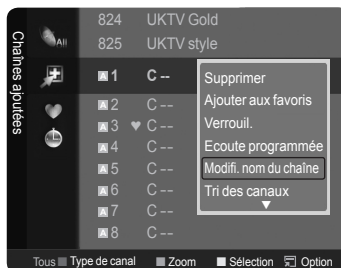 Chaînes ajoutées
All
824 UKTV Gold
825 UKTV style
A 1 C --
A 2 C --
A 3 ♥ C --
A 4 C --
A 5 C --
A 6 C --
A 7 C --
A 8 C --
Supprimer
Ajouter aux favoris
Verrouil.
Ecoute programmée
Modifi. nom du chaîne
Tri des canaux
Tous Type de canal Zoom Sélection Option